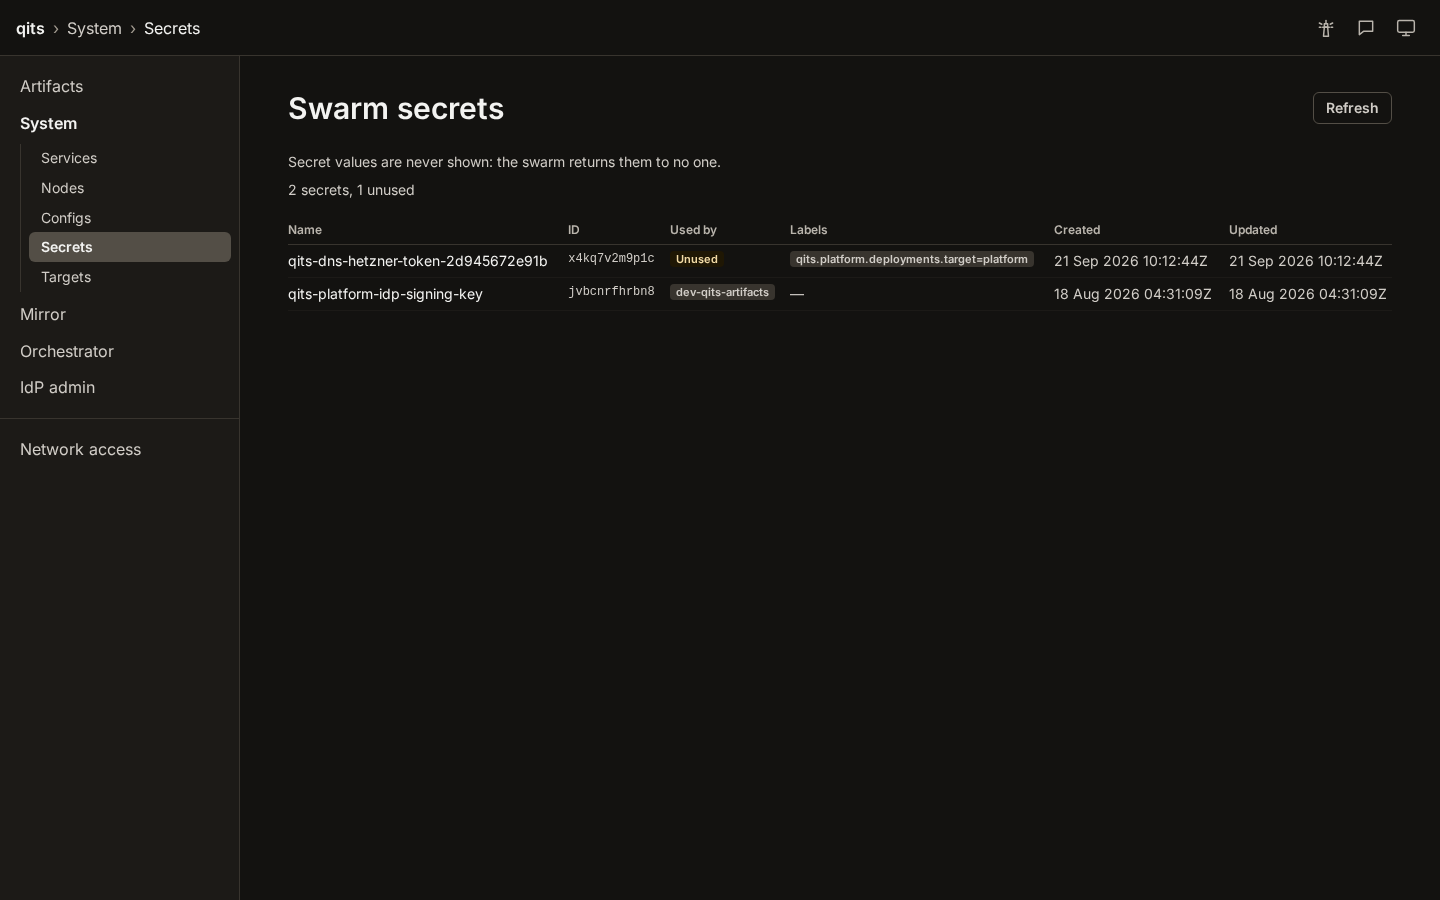 qits › System › Secrets
Artifacts
System
Services
Nodes
Configs
Secrets
Targets
Mirror
Orchestrator
IdP admin
Network access
Swarm secrets
Refresh
Secret values are never shown: the swarm returns them to no one.
2 secrets, 1 unused
Name ID Used by Labels Created Updated
qits-dns-hetzner-token-2d945672e91b x4kq7v2m9p1c Unused qits.platform.deployments.target=platform 21 Sep 2026 10:12:44Z 21 Sep 2026 10:12:44Z
qits-platform-idp-signing-key jvbcnrfhrbn8 dev-qits-artifacts — 18 Aug 2026 04:31:09Z 18 Aug 2026 04:31:09Z